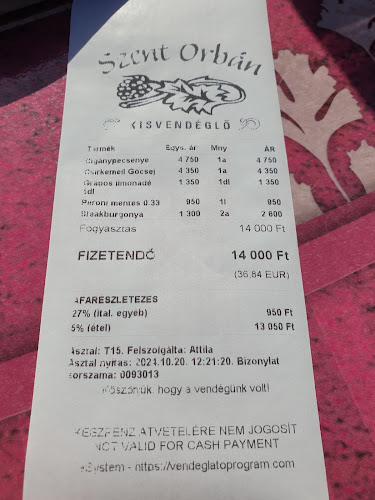 Szent Orbán
KISVENDÉGLŐ
Termék Egys. ár Mny ÁR
Cigánypecsenye 4 750 1a 4 750
Csirkemell Göcsej 4 350 1a 4 350
Grapos limonádé 1 350 1dl 1 350
5dl
Peroni mentes 0.33 950 1l 950
Steakburgonya 1 300 2a 2 600
Fogyasztás 14 000 Ft
FIZETENDŐ 14 000 Ft
(36,84 EUR)
ÁFARÉSZLETEZÉS
27% (ital, egyéb) 950 Ft
5% (étel) 13 050 Ft
Asztal: T15. Felszolgálta: Attila
Asztal nyitás: 2024.10.20. 12:21:20. Bizonylat
sorszáma: 0093013
Köszönjük, hogy a vendégünk volt!
KÉSZPÉNZ ÁTVÉTELÉRE NEM JOGOSÍT
NOT VALID FOR CASH PAYMENT
eSystem - https://vendeglatoprogram.com